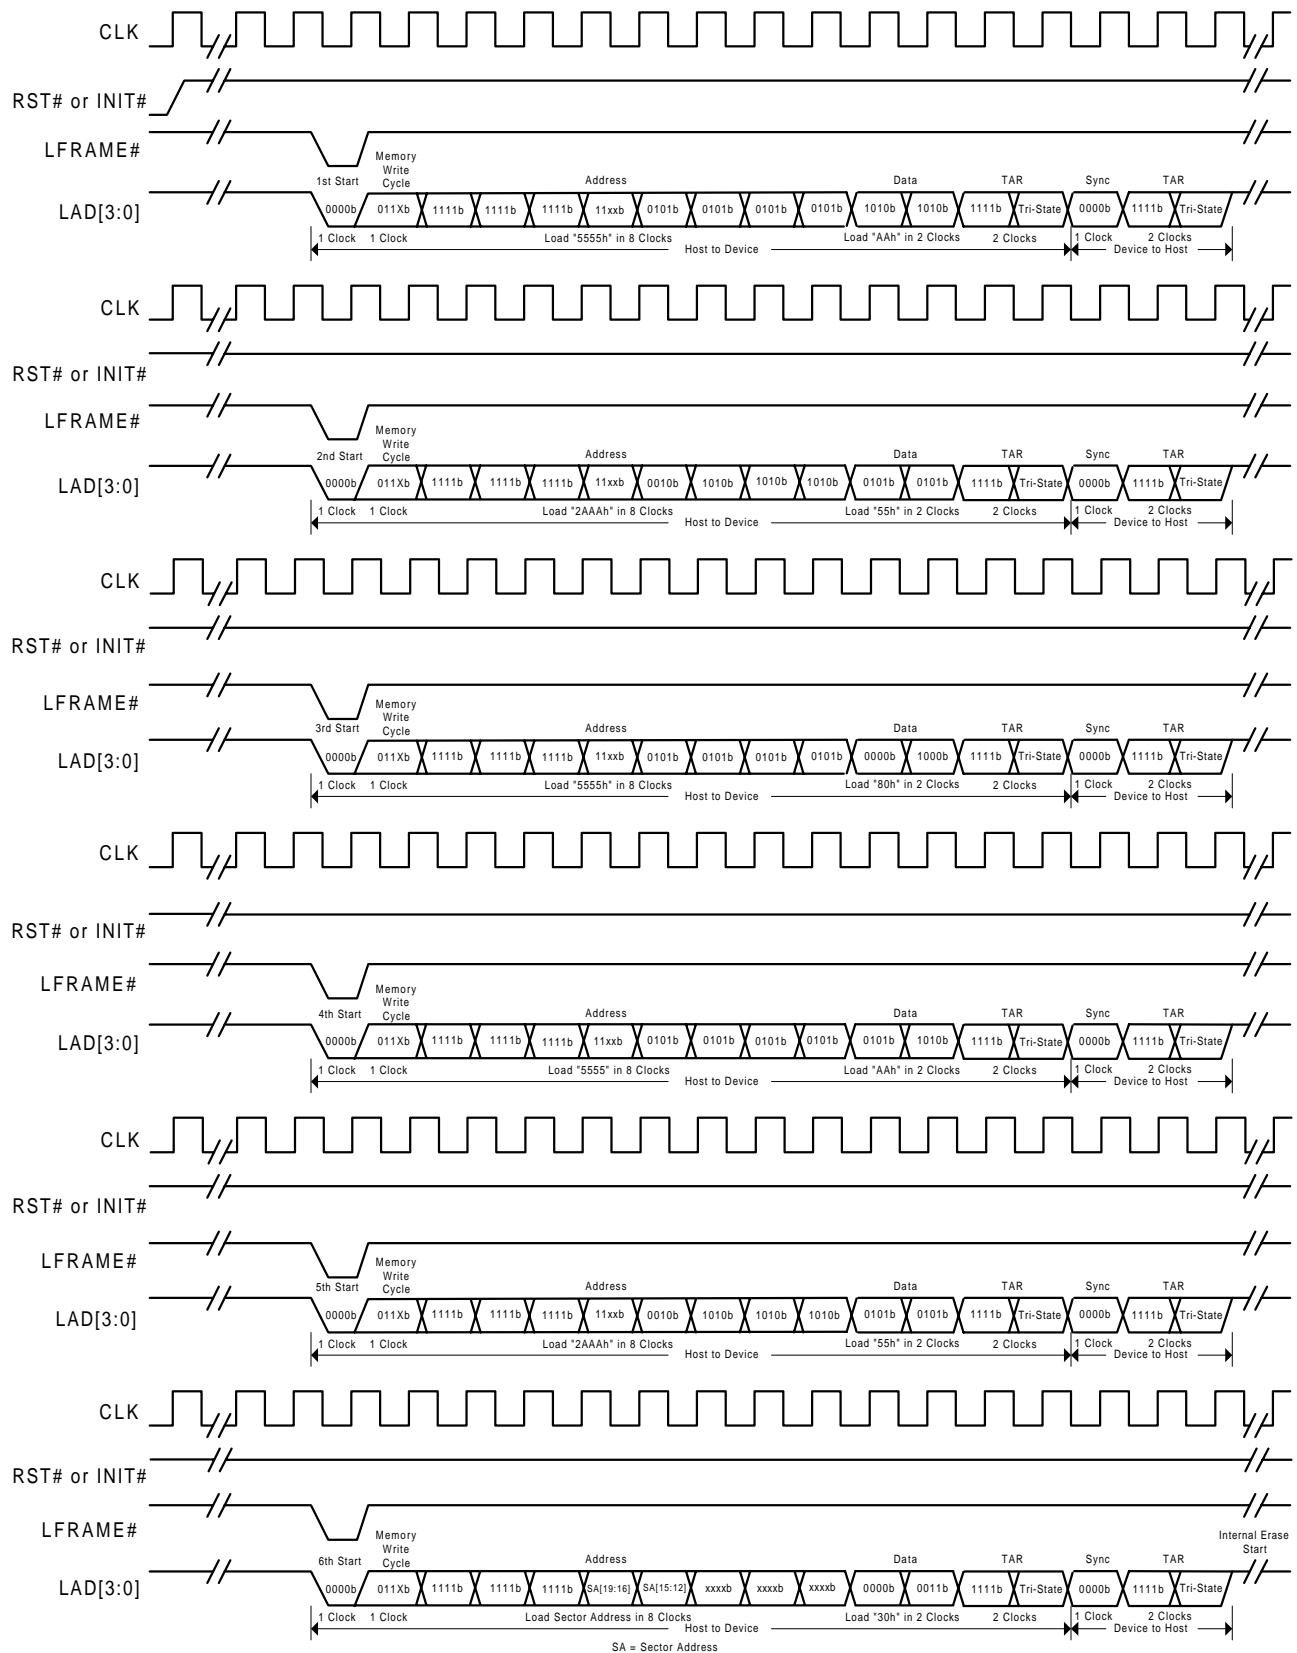 CLK
RST# or INIT#
LFRAME#
Memory
Write
Cycle
1st Start Address Data TAR Sync TAR
LAD[3:0] 0000b 011Xb 1111b 1111b 1111b 11xxb 0101b 0101b 0101b 0101b 1010b 1010b 1111b Tri-State 0000b 1111b Tri-State
1 Clock 1 Clock Load "5555h" in 8 Clocks Load "AAh" in 2 Clocks 2 Clocks 1 Clock 2 Clocks
Host to Device Device to Host
CLK
RST# or INIT#
LFRAME#
Memory
Write
Cycle
2nd Start Address Data TAR Sync TAR
LAD[3:0] 0000b 011Xb 1111b 1111b 1111b 11xxb 0010b 1010b 1010b 1010b 0101b 0101b 1111b Tri-State 0000b 1111b Tri-State
1 Clock 1 Clock Load "2AAAh" in 8 Clocks Load "55h" in 2 Clocks 2 Clocks 1 Clock 2 Clocks
Host to Device Device to Host
CLK
RST# or INIT#
LFRAME#
Memory
Write
Cycle
3rd Start Address Data TAR Sync TAR
LAD[3:0] 0000b 011Xb 1111b 1111b 1111b 11xxb 0101b 0101b 0101b 0101b 0000b 1000b 1111b Tri-State 0000b 1111b Tri-State
1 Clock 1 Clock Load "5555h" in 8 Clocks Load "80h" in 2 Clocks 2 Clocks 1 Clock 2 Clocks
Host to Device Device to Host
CLK
RST# or INIT#
LFRAME#
Memory
Write
Cycle
4th Start Address Data TAR Sync TAR
LAD[3:0] 0000b 011Xb 1111b 1111b 1111b 11xxb 0101b 0101b 0101b 0101b 0101b 1010b 1111b Tri-State 0000b 1111b Tri-State
1 Clock 1 Clock Load "5555" in 8 Clocks Load "AAh" in 2 Clocks 2 Clocks 1 Clock 2 Clocks
Host to Device Device to Host
CLK
RST# or INIT#
LFRAME#
Memory
Write
Cycle
5th Start Address Data TAR Sync TAR
LAD[3:0] 0000b 011Xb 1111b 1111b 1111b 11xxb 0010b 1010b 1010b 1010b 0101b 0101b 1111b Tri-State 0000b 1111b Tri-State
1 Clock 1 Clock Load "2AAAh" in 8 Clocks Load "55h" in 2 Clocks 2 Clocks 1 Clock 2 Clocks
Host to Device Device to Host
CLK
RST# or INIT#
LFRAME#
Memory
Write
Cycle
Internal Erase
Start
6th Start Address Data TAR Sync TAR
LAD[3:0] 0000b 011Xb 1111b 1111b 1111b SA[19:16] SA[15:12] xxxxb xxxxb xxxxb 0000b 0011b 1111b Tri-State 0000b 1111b Tri-State
1 Clock 1 Clock Load Sector Address in 8 Clocks Load "30h" in 2 Clocks 2 Clocks 1 Clock 2 Clocks
Host to Device Device to Host
SA = Sector Address